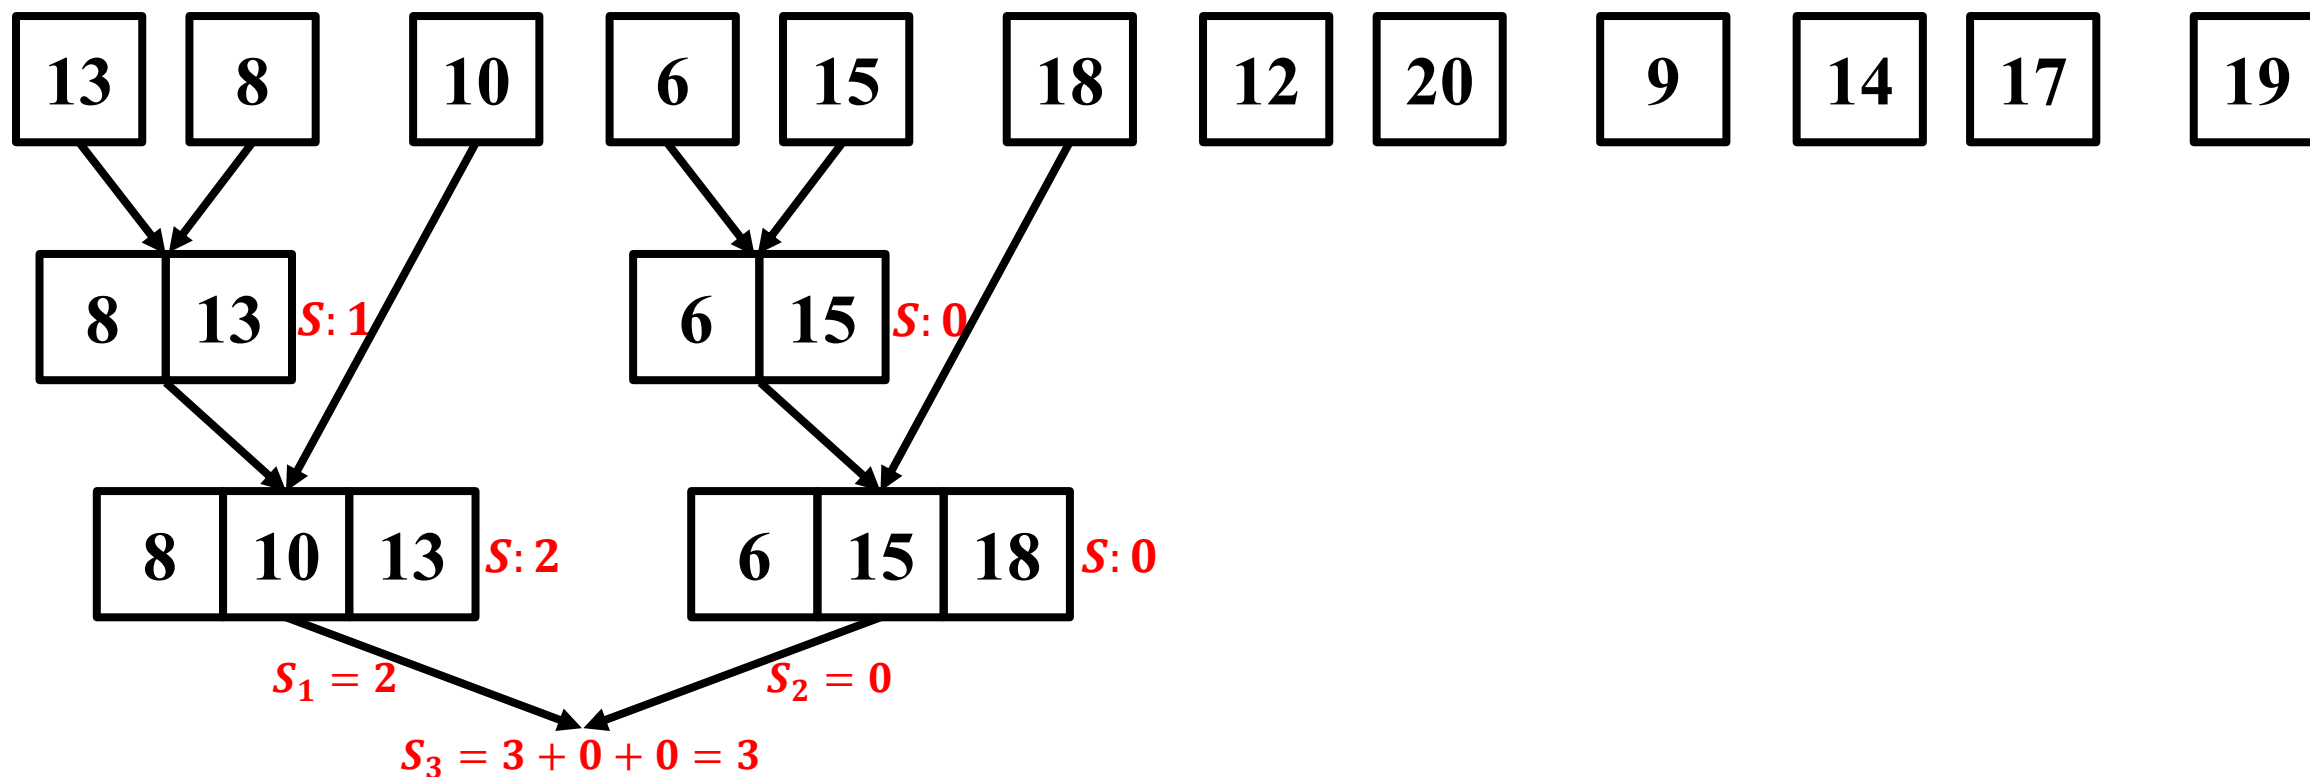 13 8 10 6 15 18 12 20 9 14 17 19
8 13 S: 1 6 15 S: 0
8 10 13 S: 2 6 15 18 S: 0
S₁ = 2 S₂ = 0
S₃ = 3 + 0 + 0 = 3